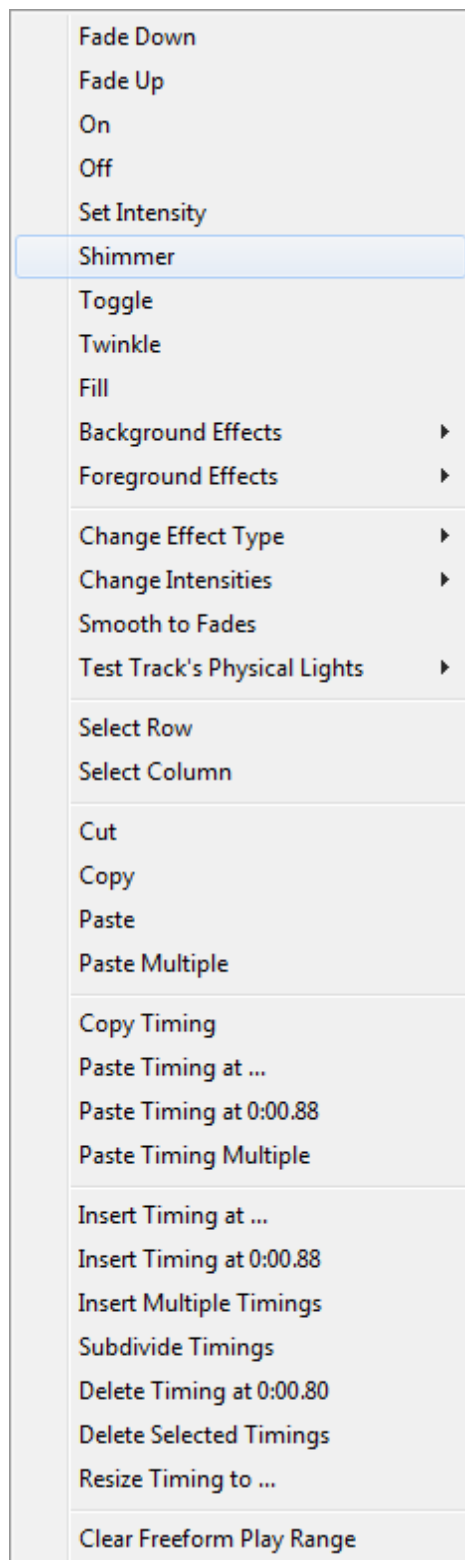 Fade Down
Fade Up
On
Off
Set Intensity
Shimmer
Toggle
Twinkle
Fill
Background Effects
Foreground Effects
Change Effect Type
Change Intensities
Smooth to Fades
Test Track's Physical Lights
Select Row
Select Column
Cut
Copy
Paste
Paste Multiple
Copy Timing
Paste Timing at ...
Paste Timing at 0:00.88
Paste Timing Multiple
Insert Timing at ...
Insert Timing at 0:00.88
Insert Multiple Timings
Subdivide Timings
Delete Timing at 0:00.80
Delete Selected Timings
Resize Timing to ...
Clear Freeform Play Range